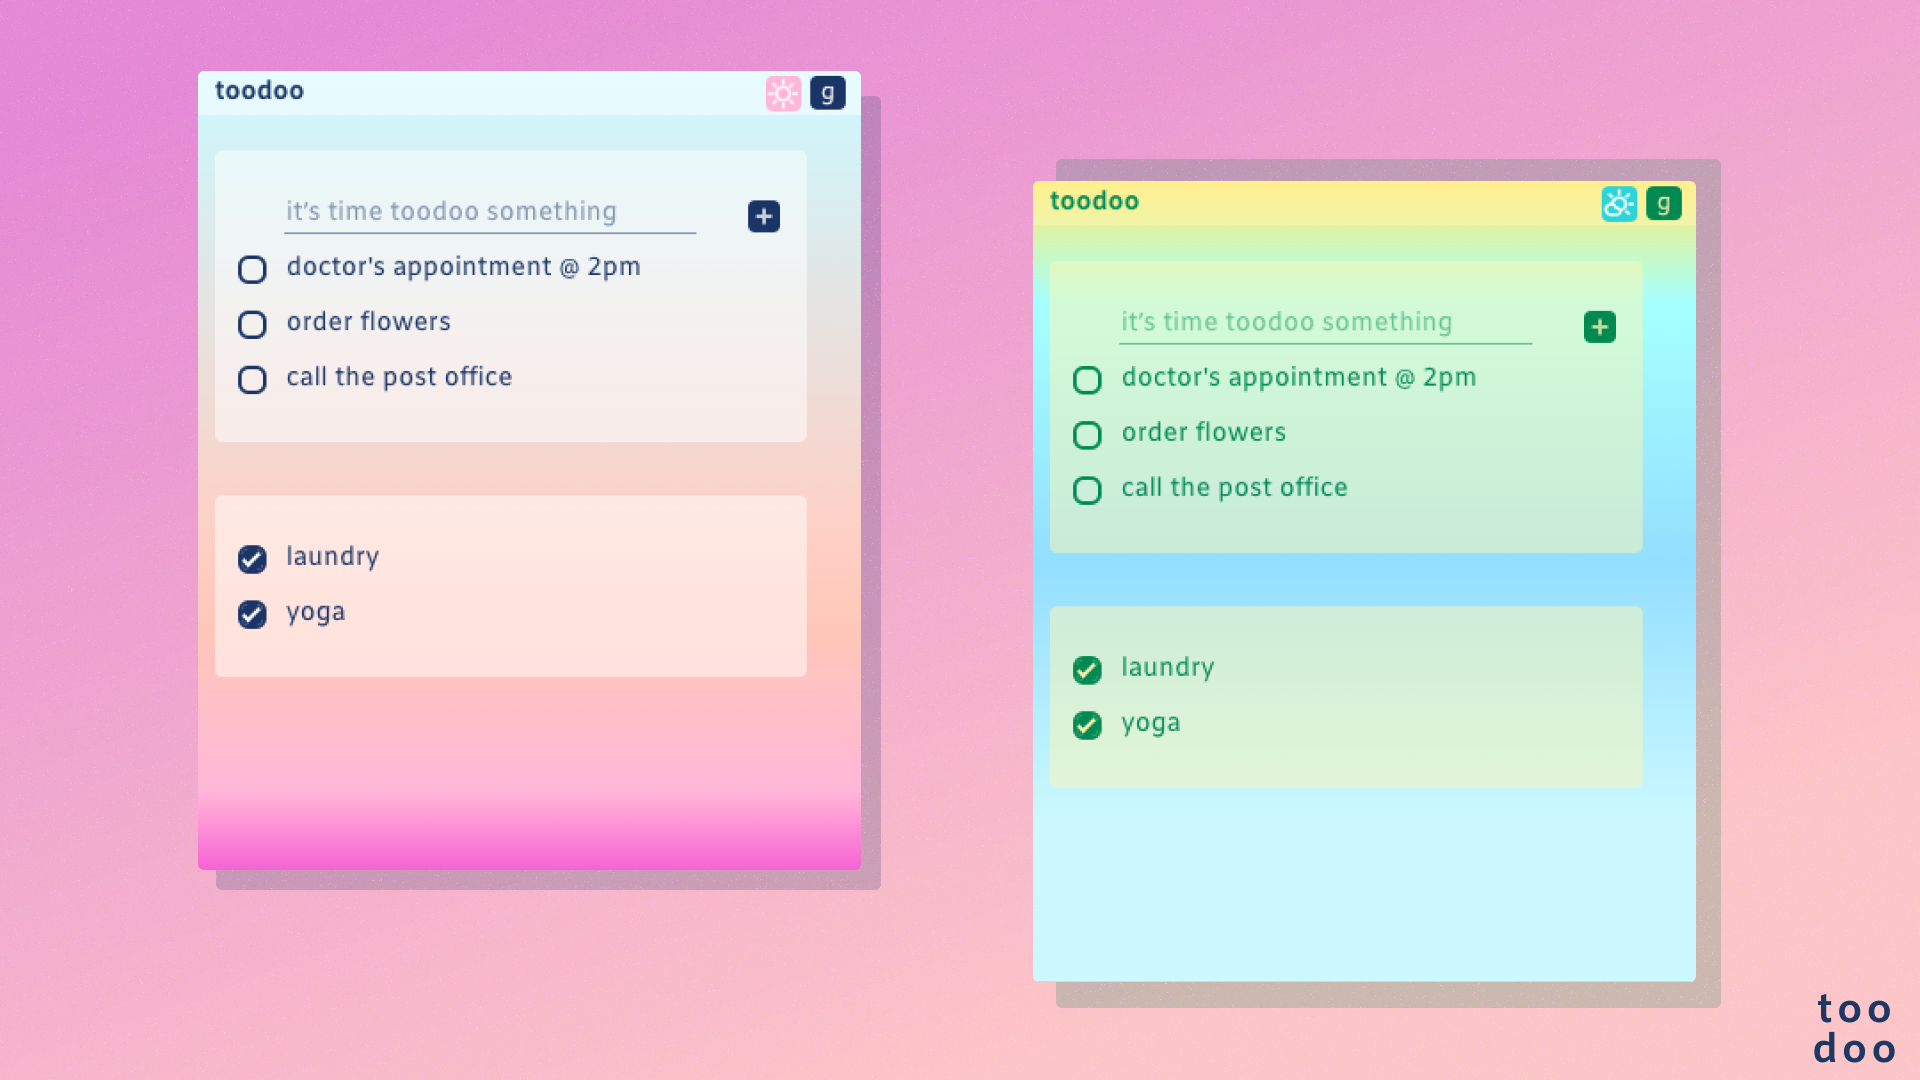 toodoo
g
it's time toodoo something
doctor's appointment @ 2pm
order flowers
call the post office
laundry
yoga
toodoo
g
it's time toodoo something
doctor's appointment @ 2pm
order flowers
call the post office
laundry
yoga
too
doo